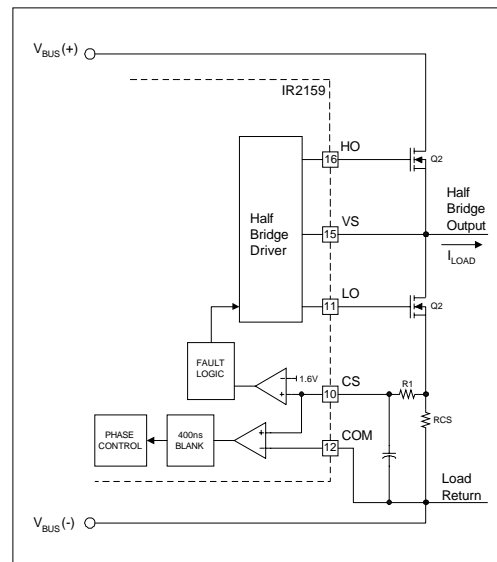 V_BUS(+)
IR2159
HO
16
Q2
Half
Bridge
Output
Half
Bridge
Driver
VS
15
I_LOAD
LO
11
Q2
FAULT
LOGIC
1.6V
CS
10
R1
RCS
PHASE
CONTROL
400ns
BLANK
COM
12
Load
Return
V_BUS(-)